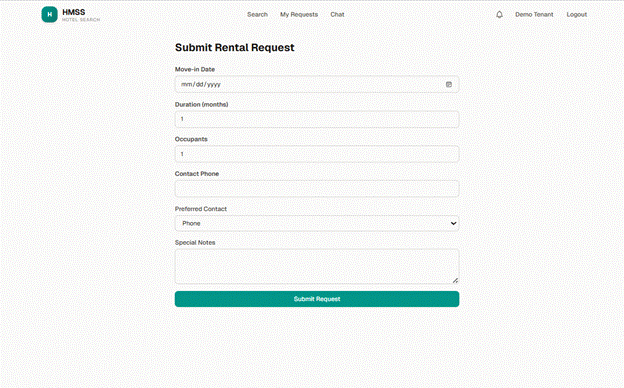 H
HMSS
HOTEL SEARCH
Search
My Requests
Chat
Demo Tenant
Logout
Submit Rental Request
Move-in Date
mm/dd/yyyy
Duration (months)
1
Occupants
1
Contact Phone
Preferred Contact
Phone
Special Notes
Submit Request